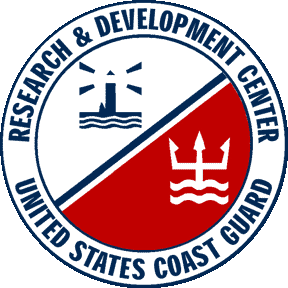 RESEARCH & DEVELOPMENT CENTER
UNITED STATES COAST GUARD